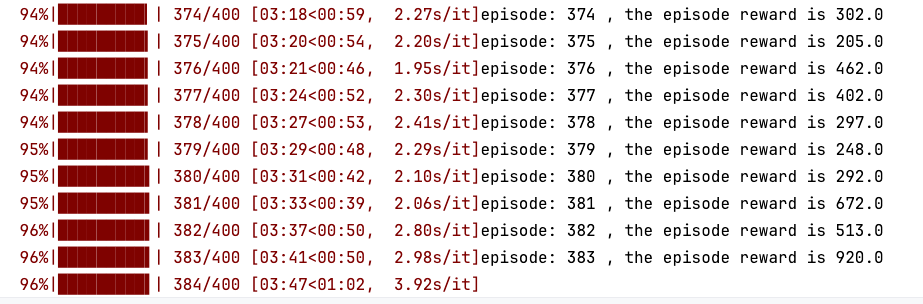 94%|█████████▎| 374/400 [03:18<00:59,  2.27s/it]episode: 374 , the episode reward is 302.0
94%|█████████▍| 375/400 [03:20<00:54,  2.20s/it]episode: 375 , the episode reward is 205.0
94%|█████████▍| 376/400 [03:21<00:46,  1.95s/it]episode: 376 , the episode reward is 462.0
94%|█████████▍| 377/400 [03:24<00:52,  2.30s/it]episode: 377 , the episode reward is 402.0
94%|█████████▍| 378/400 [03:27<00:53,  2.41s/it]episode: 378 , the episode reward is 297.0
95%|█████████▍| 379/400 [03:29<00:48,  2.29s/it]episode: 379 , the episode reward is 248.0
95%|█████████▌| 380/400 [03:31<00:42,  2.10s/it]episode: 380 , the episode reward is 292.0
95%|█████████▌| 381/400 [03:33<00:39,  2.06s/it]episode: 381 , the episode reward is 672.0
96%|█████████▌| 382/400 [03:37<00:50,  2.80s/it]episode: 382 , the episode reward is 513.0
96%|█████████▌| 383/400 [03:41<00:50,  2.98s/it]episode: 383 , the episode reward is 920.0
96%|█████████▌| 384/400 [03:47<01:02,  3.92s/it]